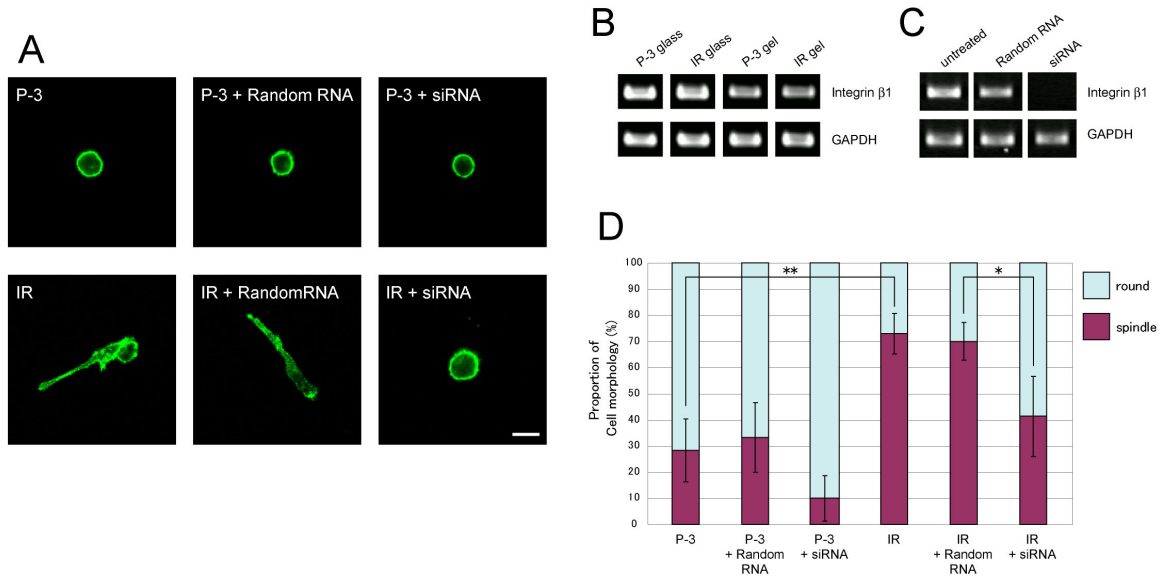 A
P-3
P-3 + Random RNA
P-3 + siRNA
IR
IR + RandomRNA
IR + siRNA
B
P-3 glass
IR glass
P-3 gel
IR gel
Integrin β1
GAPDH
C
untreated
Random RNA
siRNA
Integrin β1
GAPDH
D
Proportion of
Cell morphology (%)
100
90
80
70
60
50
40
30
20
10
0
**
*
round
spindle
P-3
P-3
+ Random
RNA
P-3
+ siRNA
IR
IR
+ Random
RNA
IR
+ siRNA